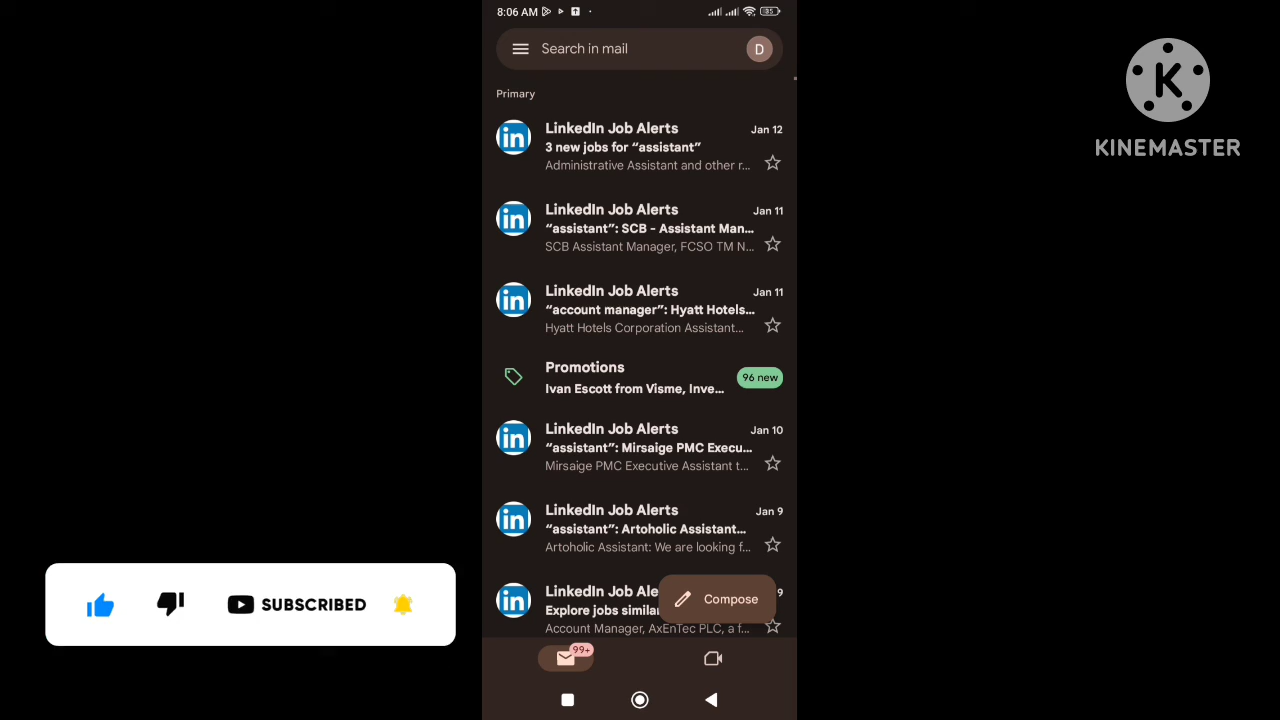 8:06 AM
85
Search in mail
D
Primary
LinkedIn Job Alerts
Jan 12
3 new jobs for “assistant”
Administrative Assistant and other r...
LinkedIn Job Alerts
Jan 11
“assistant”: SCB - Assistant Man...
SCB Assistant Manager, FCSO TM N...
LinkedIn Job Alerts
Jan 11
“account manager”: Hyatt Hotels...
Hyatt Hotels Corporation Assistant...
Promotions
Ivan Escott from Visme, Inve...
96 new
LinkedIn Job Alerts
Jan 10
“assistant”: Mirsaige PMC Execu...
Mirsaige PMC Executive Assistant t...
LinkedIn Job Alerts
Jan 9
“assistant”: Artoholic Assistant...
Artoholic Assistant: We are looking f...
LinkedIn Job Ale
9
Explore jobs similar
Account Manager, AxEnTec PLC, a f...
Compose
99+
SUBSCRIBED
K
KINEMASTER